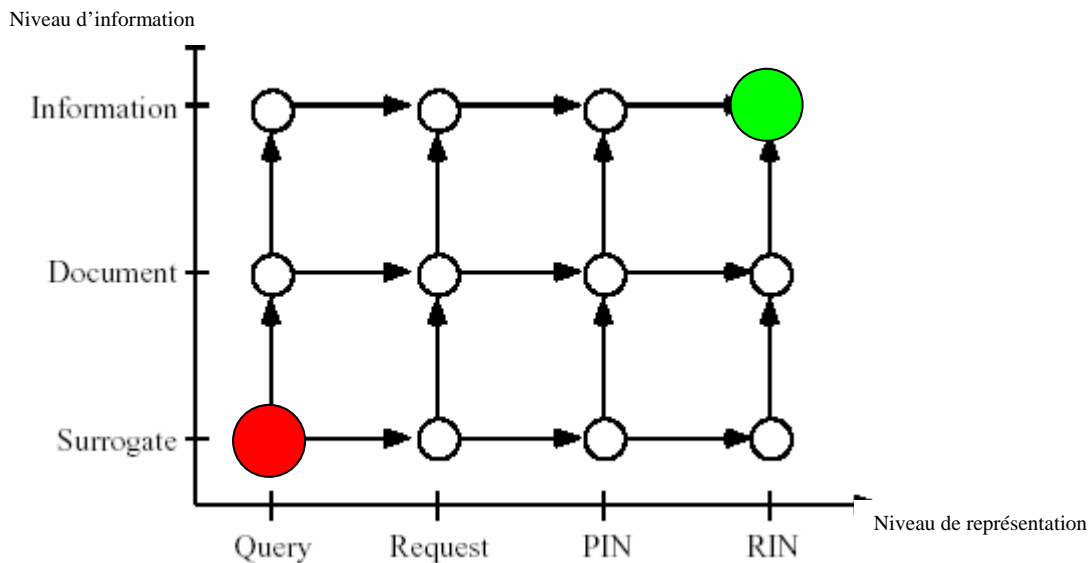 Niveau d’information
Information
Document
Surrogate
Niveau de représentation
Query Request PIN RIN